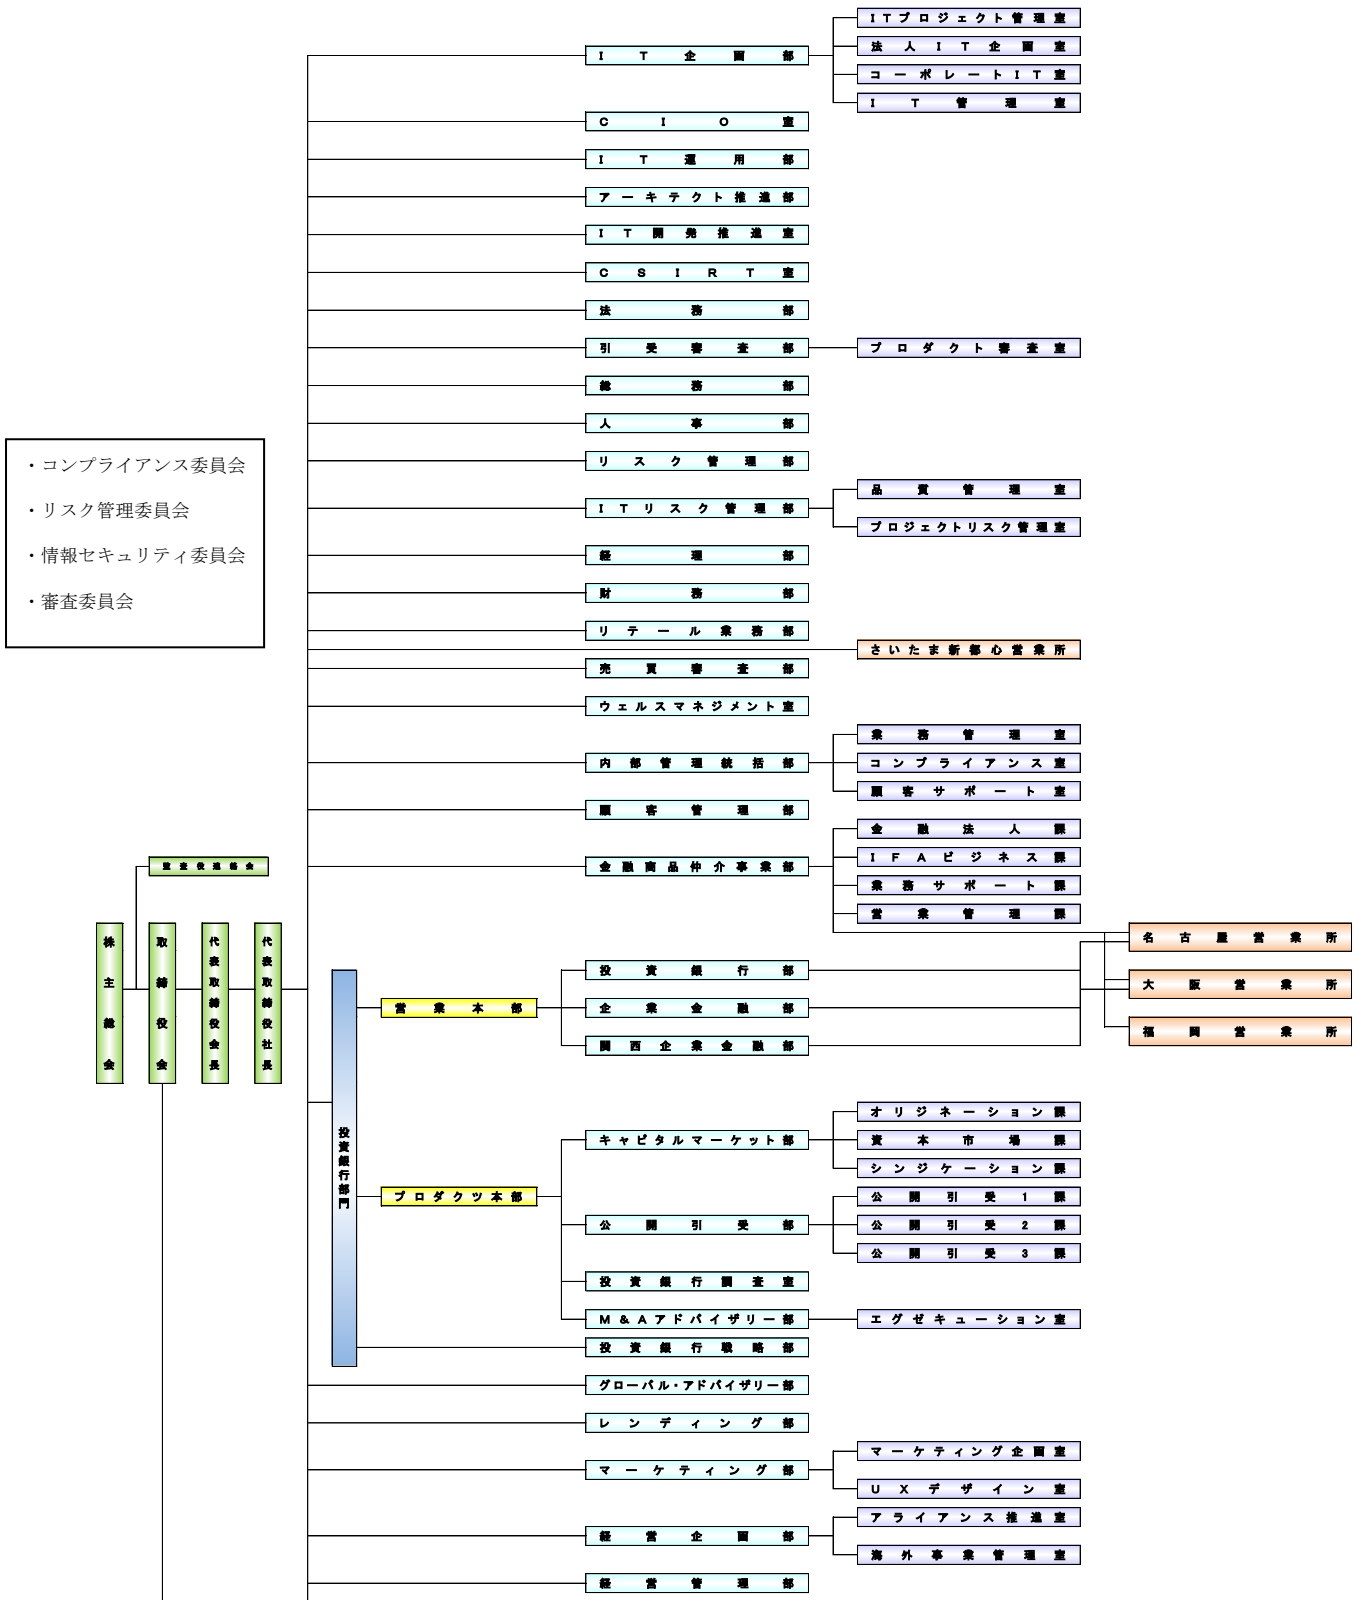 ITプロジェクト管理室
IT企画部
法人IT企画室
コーポレートIT室
IT管理室
CIO室
IT運用部
アーキテクト推進部
IT開発推進室
CSIRT室
法務部
引受審査部
プロダクト審査室
総務部
人事部
リスク管理部
・コンプライアンス委員会
・リスク管理委員会
・情報セキュリティ委員会
・審査委員会
品質管理室
ITリスク管理部
プロジェクトリスク管理室
経理部
財務部
リテール業務部
さいたま新都心営業所
売買審査部
ウェルスマネジメント室
業務管理室
内部管理統括部
コンプライアンス室
顧客サポート室
顧客管理部
金融法人課
金融商品仲介事業部
IFAビジネス課
業務サポート課
営業管理課
監査役連絡会
株主総会
取締役会
代表取締役会長
代表取締役社長
名古屋営業所
大阪営業所
福岡営業所
投資銀行部門
営業本部
投資銀行部
企業金融部
関西企業金融部
プロダクツ本部
キャピタルマーケット部
オリジネーション課
資本市場課
シンジケーション課
公開引受部
公開引受1課
公開引受2課
公開引受3課
投資銀行調査室
M&Aアドバイザリー部
エグゼキューション室
投資銀行戦略部
グローバル・アドバイザリー部
レンディング部
マーケティング部
マーケティング企画室
UXデザイン室
経営企画部
アライアンス推進室
海外事業管理室
経営管理部